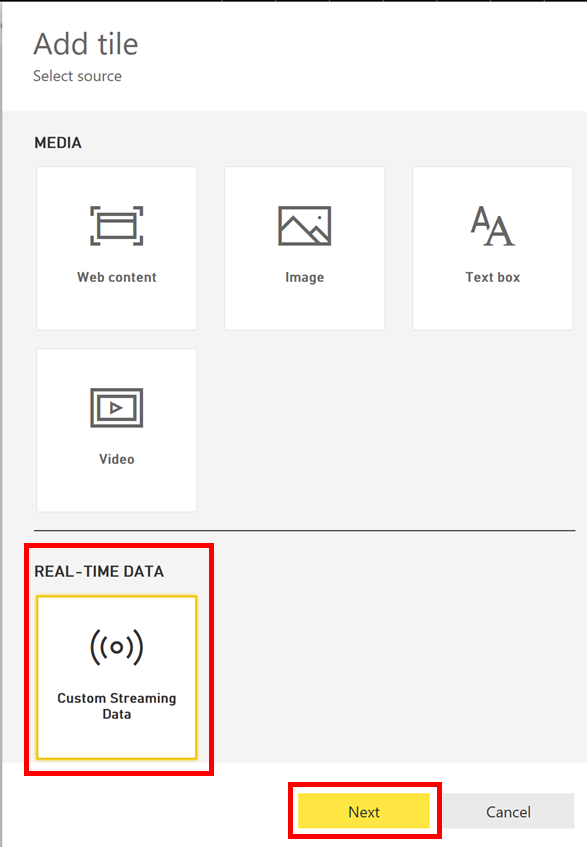 Add tile
Select source
MEDIA
Web content
Image
Text box
Video
REAL-TIME DATA
Custom Streaming
Data
Next
Cancel